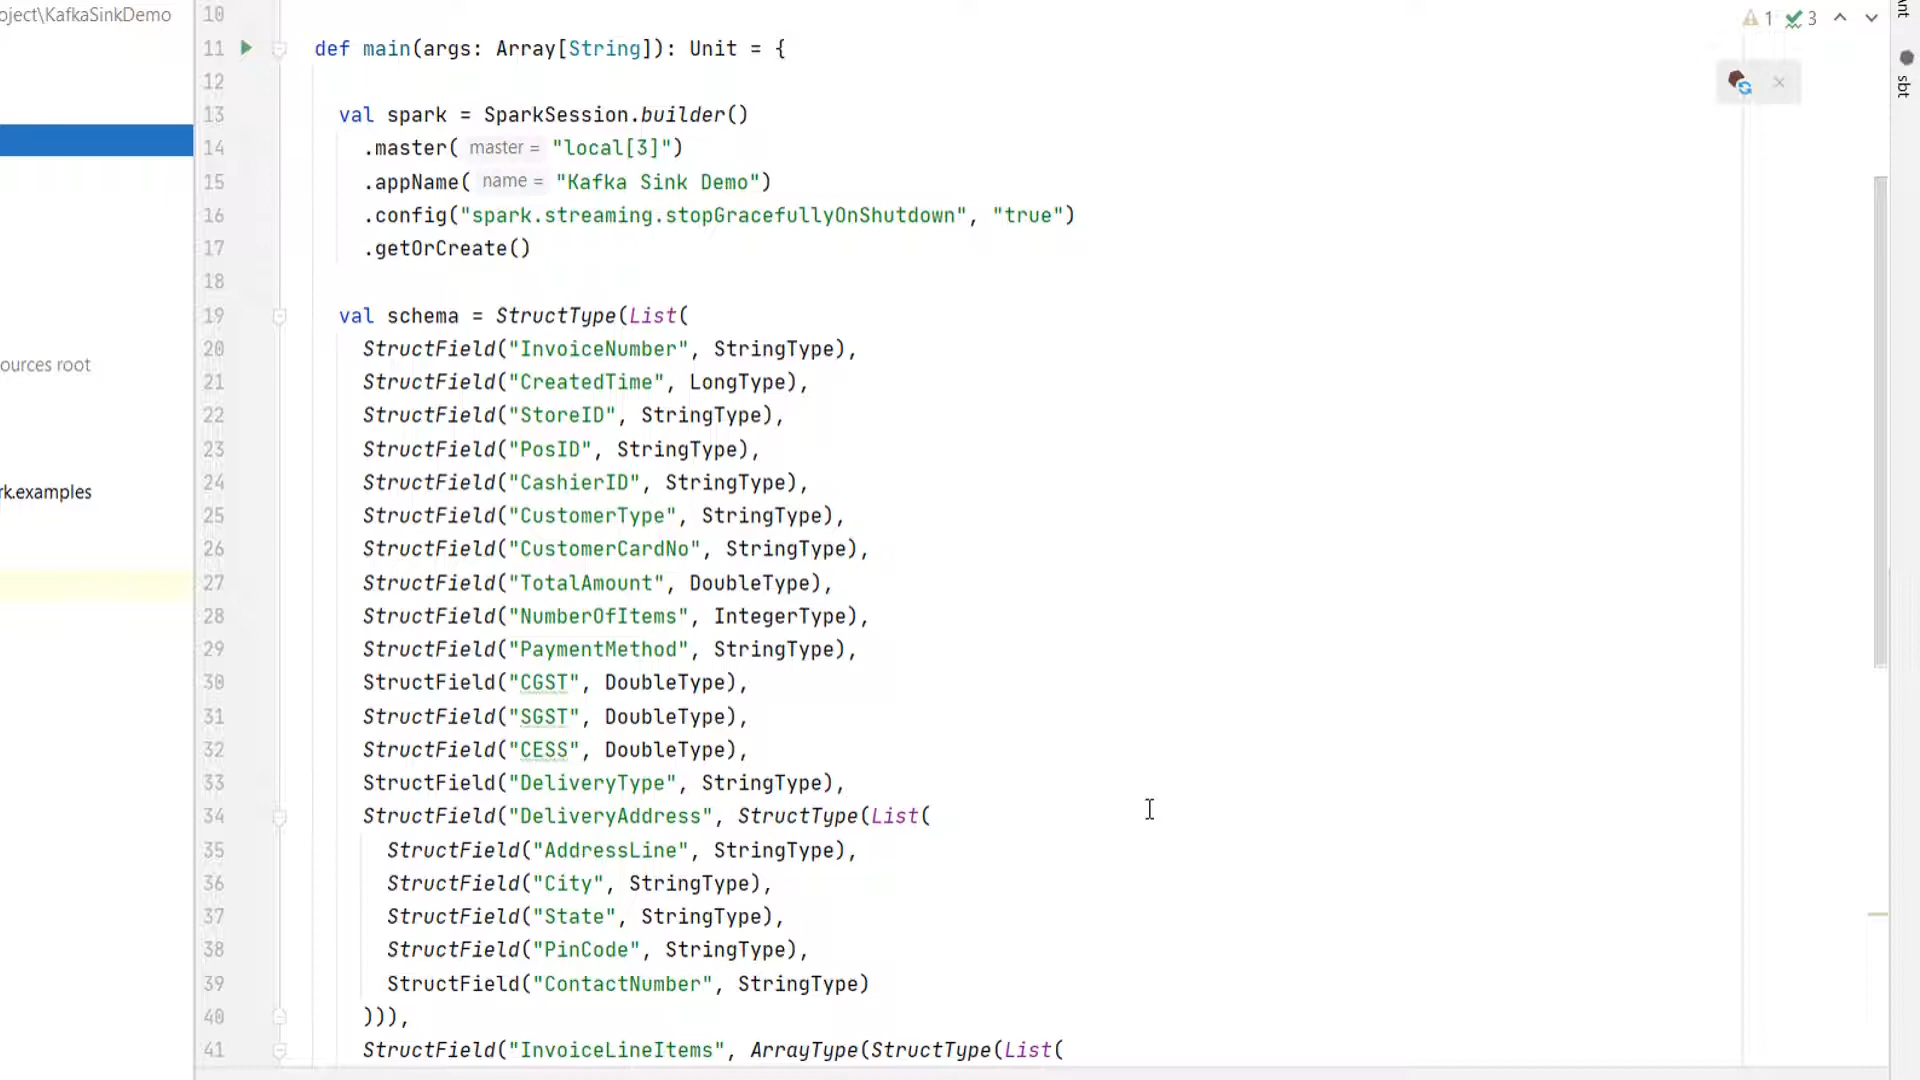 oject\KafkaSinkDemo
ources root
rk.examples
10
11 def main(args: Array[String]): Unit = {
12
13 val spark = SparkSession.builder()
14 .master( master = "local[3]")
15 .appName( name = "Kafka Sink Demo")
16 .config("spark.streaming.stopGracefullyOnShutdown", "true")
17 .getOrCreate()
18
19 val schema = StructType(List(
20 StructField("InvoiceNumber", StringType),
21 StructField("CreatedTime", LongType),
22 StructField("StoreID", StringType),
23 StructField("PosID", StringType),
24 StructField("CashierID", StringType),
25 StructField("CustomerType", StringType),
26 StructField("CustomerCardNo", StringType),
27 StructField("TotalAmount", DoubleType),
28 StructField("NumberOfItems", IntegerType),
29 StructField("PaymentMethod", StringType),
30 StructField("CGST", DoubleType),
31 StructField("SGST", DoubleType),
32 StructField("CESS", DoubleType),
33 StructField("DeliveryType", StringType),
34 StructField("DeliveryAddress", StructType(List(
35 StructField("AddressLine", StringType),
36 StructField("City", StringType),
37 StructField("State", StringType),
38 StructField("PinCode", StringType),
39 StructField("ContactNumber", StringType)
40 ))),
41 StructField("InvoiceLineItems", ArrayType(StructType(List(
1 3
nt
sbt